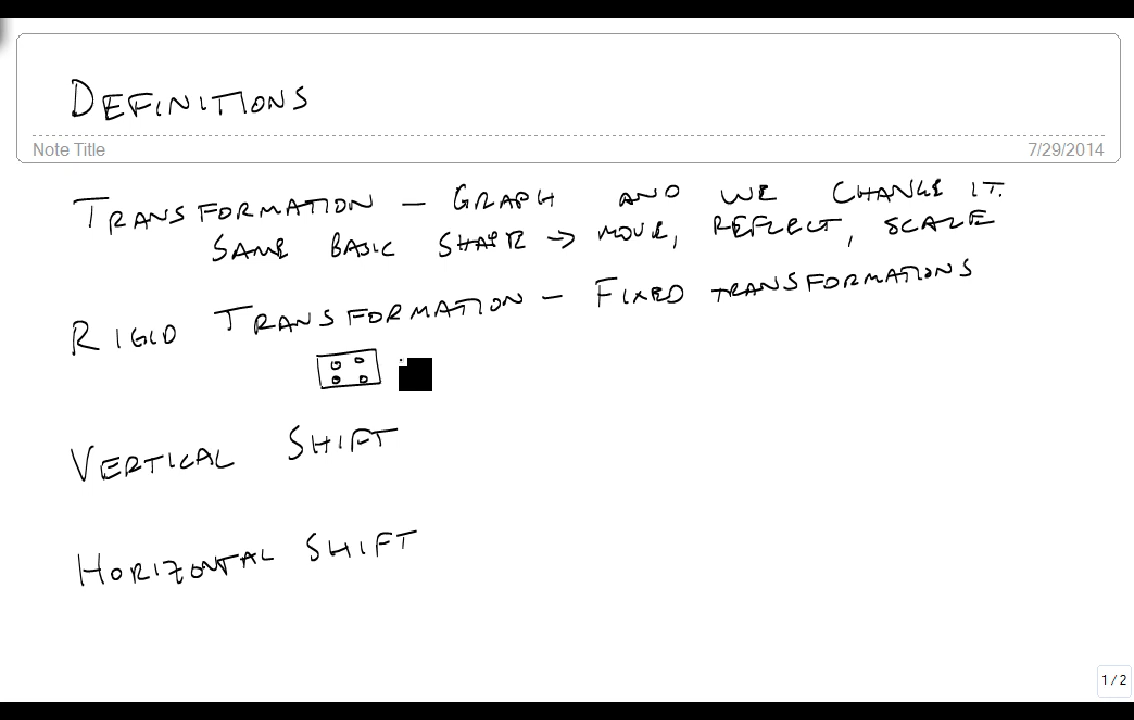 DEFINITIONS
Note Title
7/29/2014
TRANSFORMATION - GRAPH AND WE CHANGE IT.
SAME BASIC SHAPE → MOVE, REFLECT, SCALE
RIGID TRANSFORMATION - FIXED TRANSFORMATIONS
VERTICAL SHIFT
HORIZONTAL SHIFT
1/2